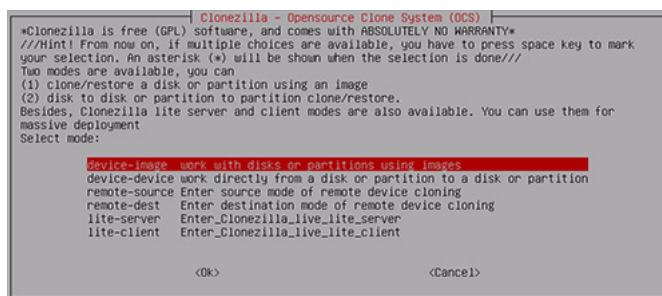 Clonezilla - Opensource Clone System (OCS)
*Clonezilla is free (GPL) software, and comes with ABSOLUTELY NO WARRANTY*
///Hint! From now on, if multiple choices are available, you have to press space key to mark
your selection. An asterisk (*) will be shown when the selection is done///
Two modes are available, you can
(1) clone/restore a disk or partition using an image
(2) disk to disk or partition to partition clone/restore.
Besides, Clonezilla lite server and client modes are also available. You can use them for
massive deployment
Select mode:
device-image work with disks or partitions using images
device-device work directly from a disk or partition to a disk or partition
remote-source Enter source mode of remote device cloning
remote-dest Enter destination mode of remote device cloning
lite-server Enter_Clonezilla_live_lite_server
lite-client Enter_Clonezilla_live_lite_client
<Ok> <Cancel>